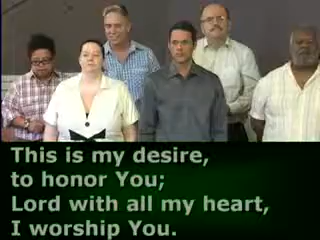 This is my desire,
to honor You;
Lord with all my heart,
I worship You.